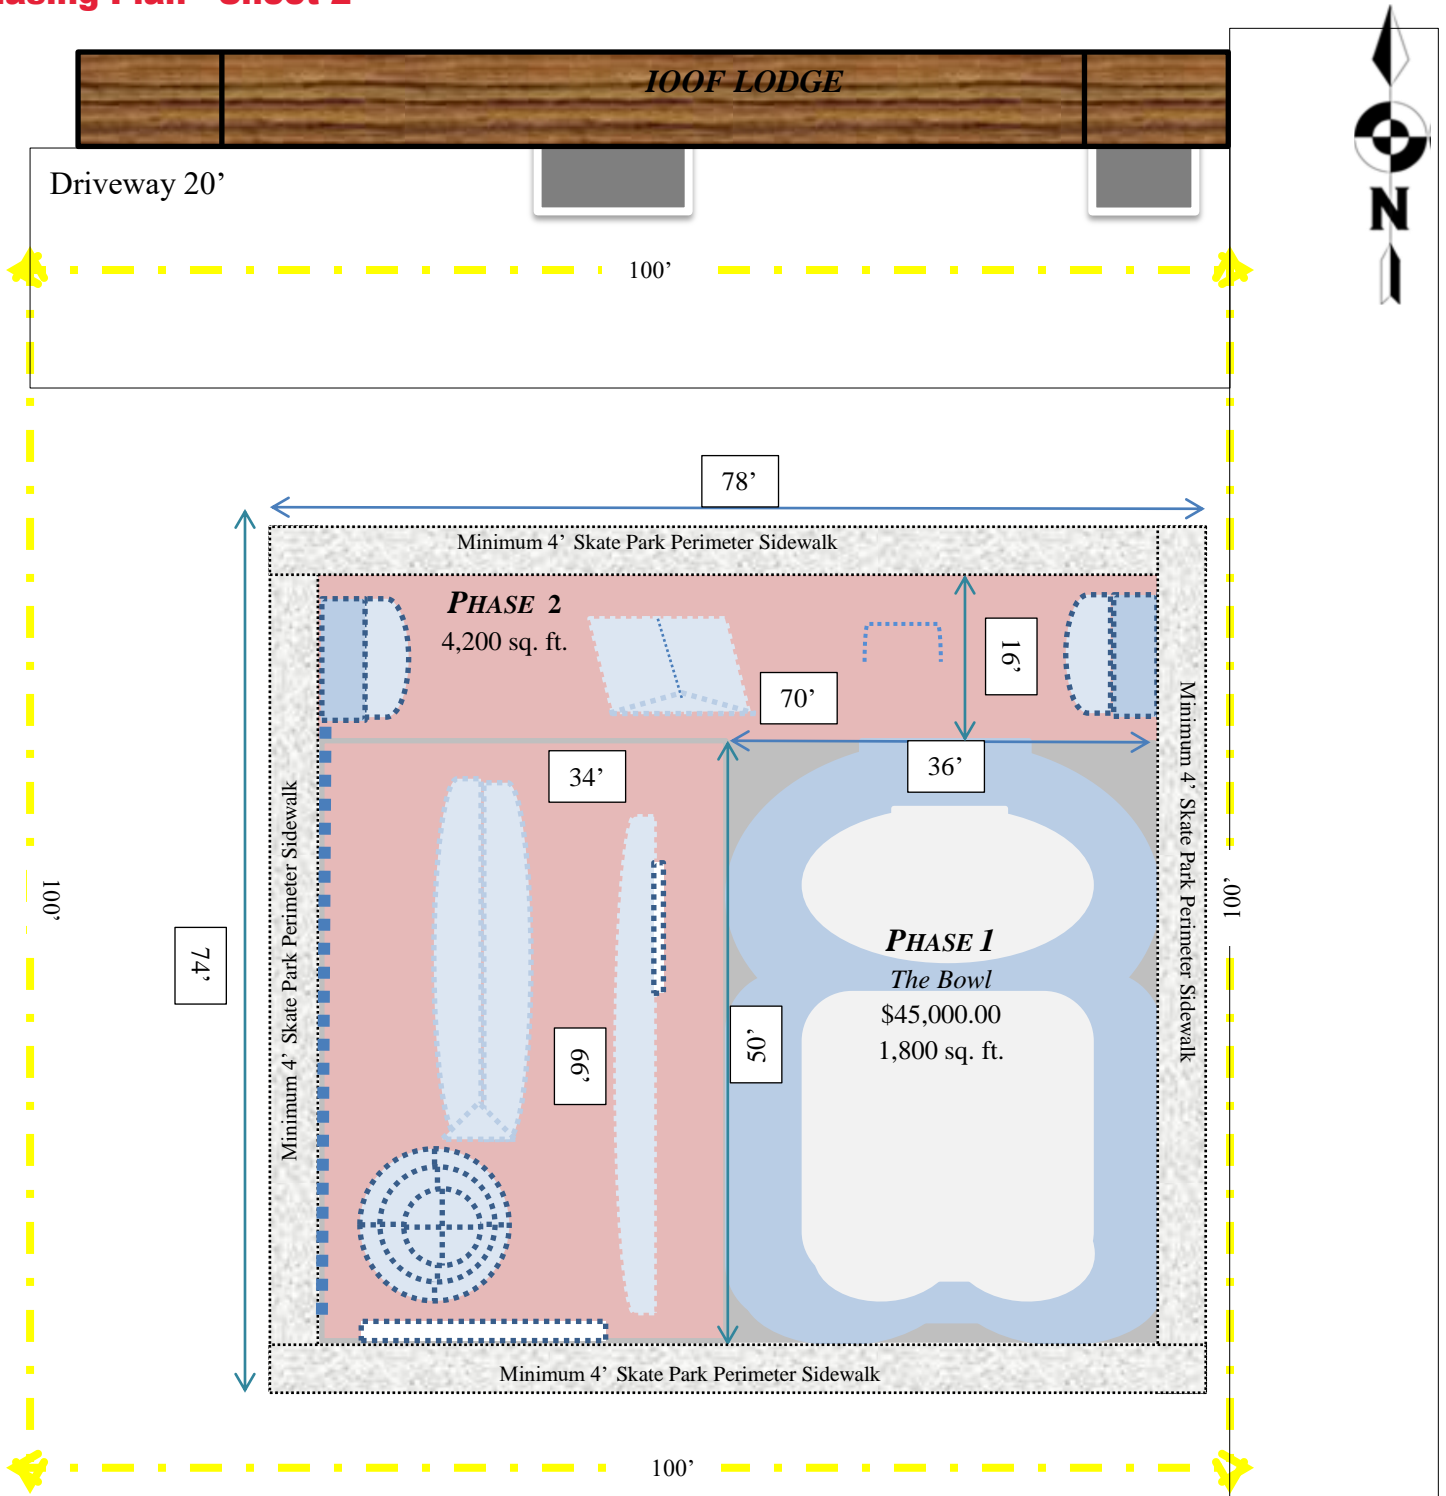 Plan - Sheet 2
IOOF LODGE
Driveway 20’
N
100’
78’
Minimum 4’ Skate Park Perimeter Sidewalk
PHASE 2
4,200 sq. ft.
16’
70’
34’
36’
Minimum 4’ Skate Park Perimeter Sidewalk
Minimum 4’ Skate Park Perimeter Sidewalk
100’
100’
74’
PHASE 1
The Bowl
$45,000.00
1,800 sq. ft.
66’
50’
Minimum 4’ Skate Park Perimeter Sidewalk
100’